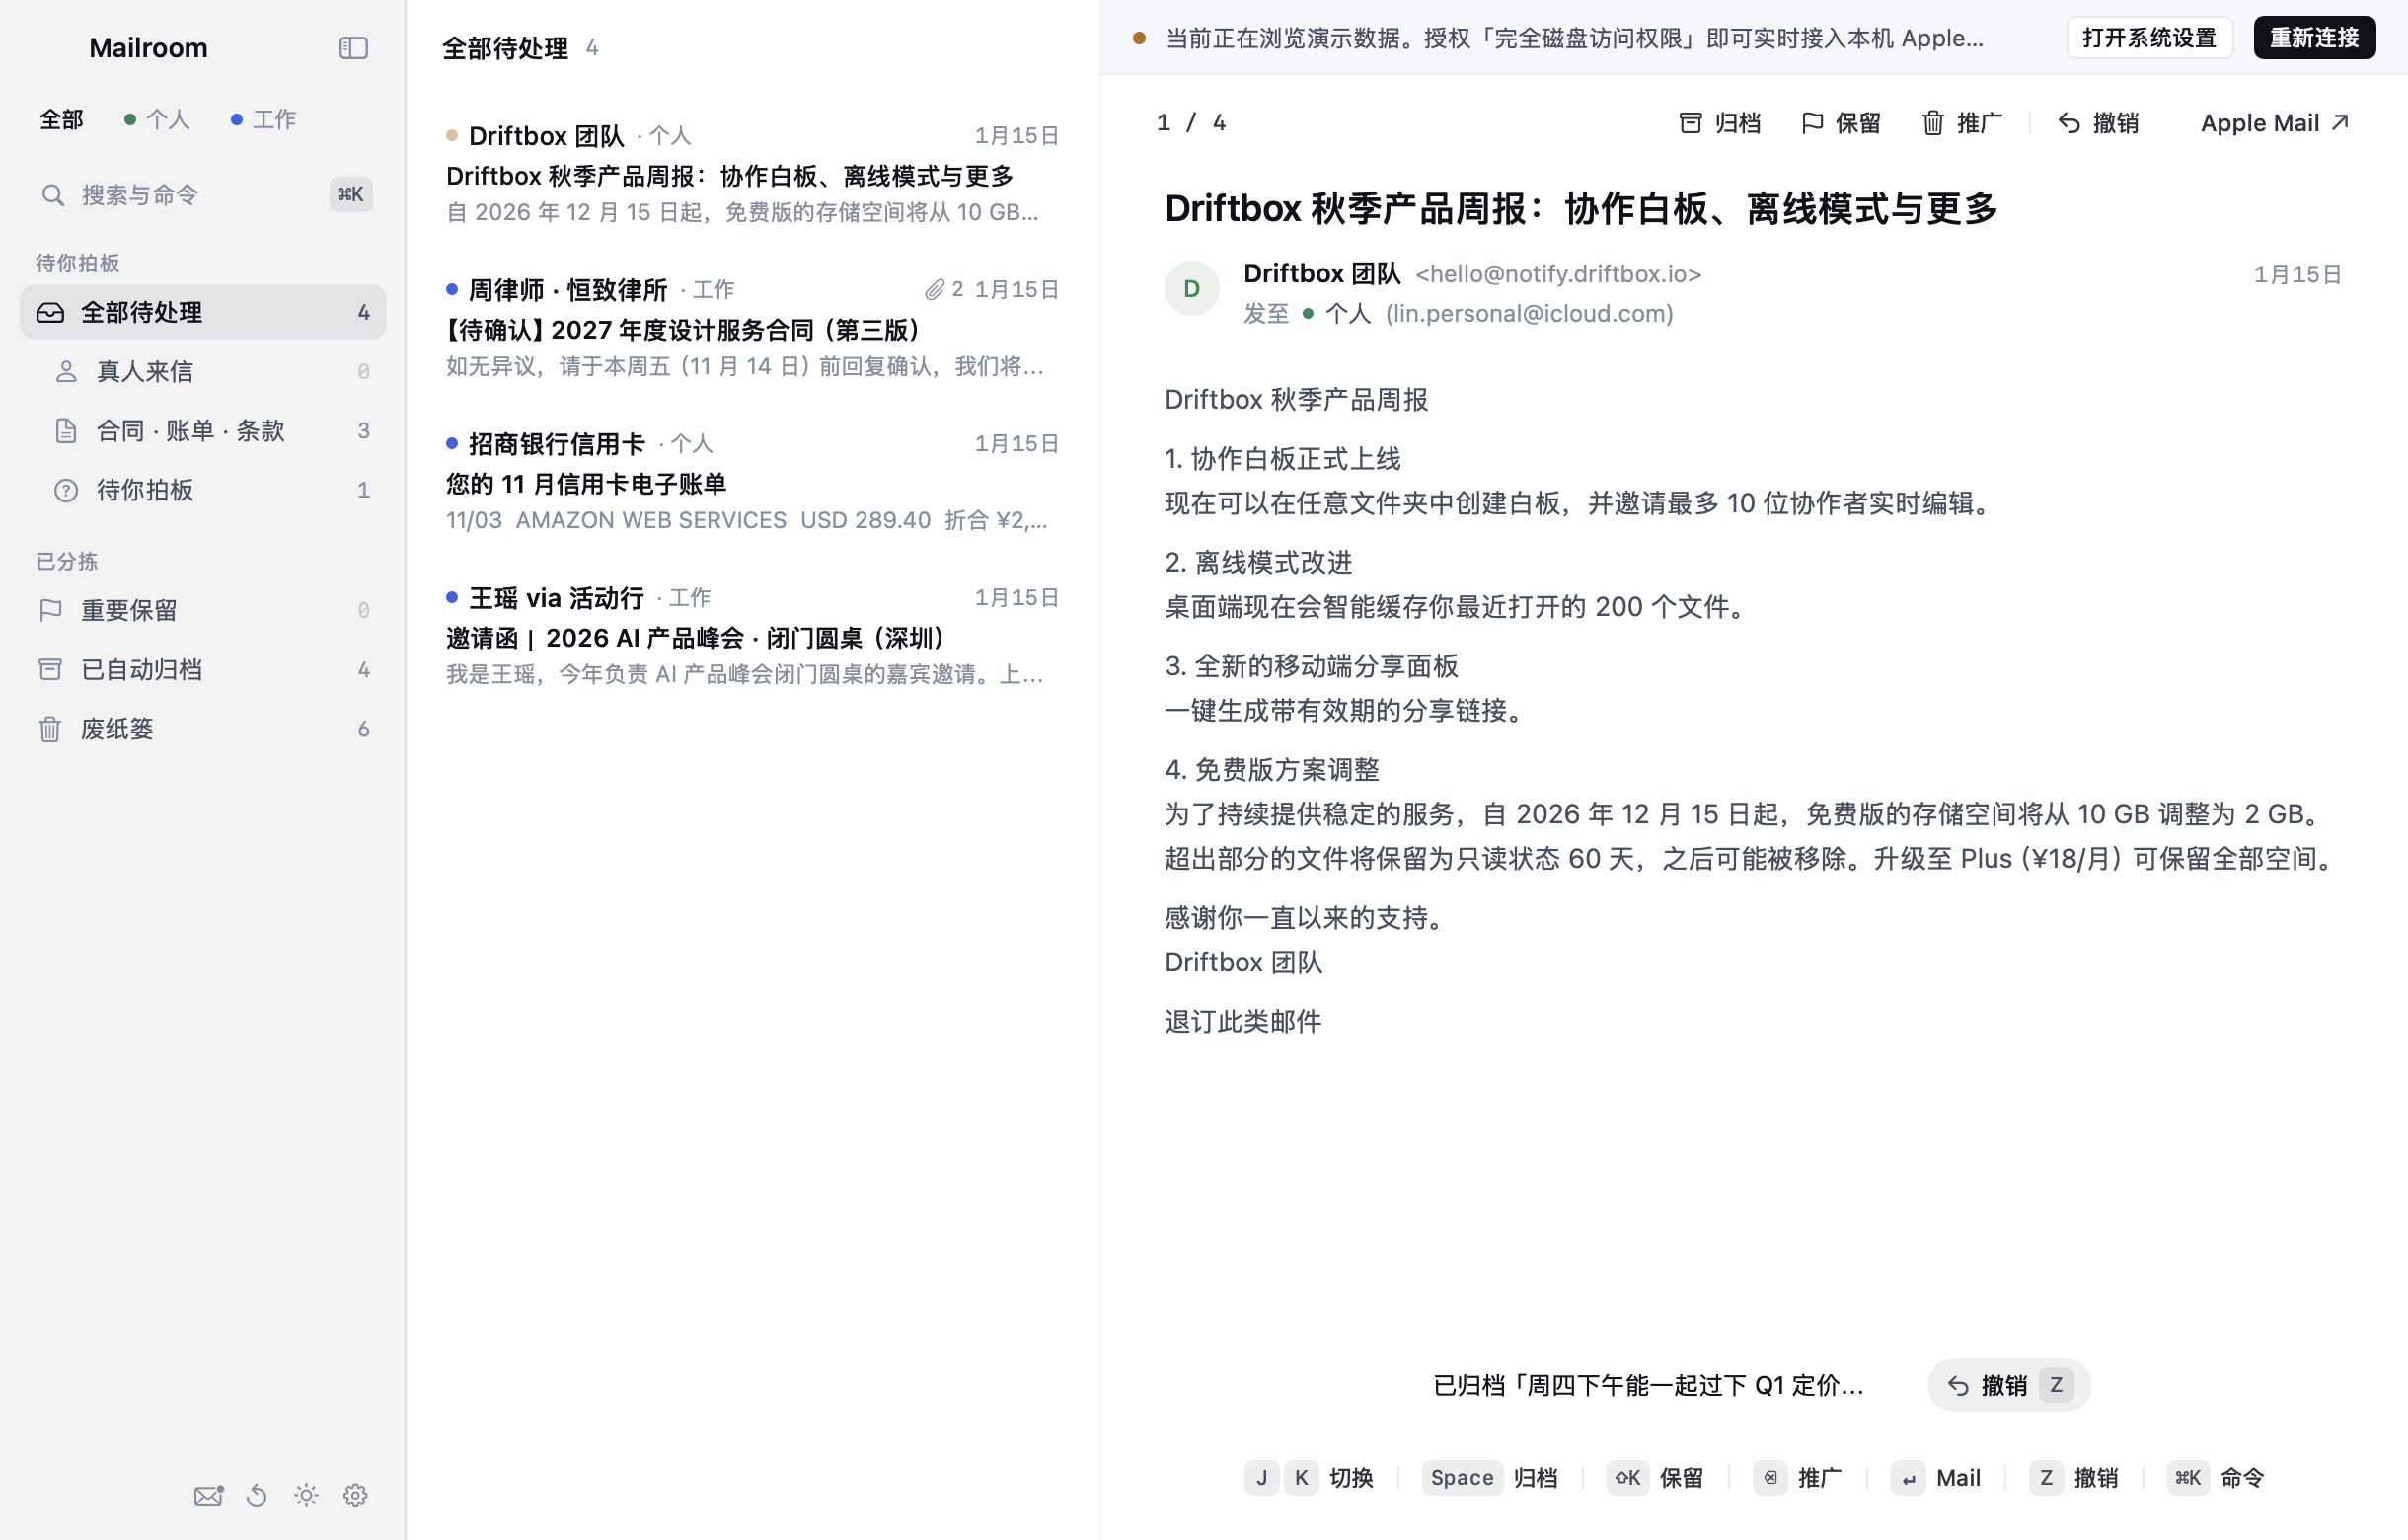 Mailroom
全部 个人 工作
搜索与命令 ⌘K
待你拍板
全部待处理 4
真人来信 0
合同 · 账单 · 条款 3
待你拍板 1
已分拣
重要保留 0
已自动归档 4
废纸篓 6
全部待处理 4
Driftbox 团队 · 个人 1月15日
Driftbox 秋季产品周报：协作白板、离线模式与更多
自 2026 年 12 月 15 日起，免费版的存储空间将从 10 GB...
周律师 · 恒致律所 · 工作 2 1月15日
【待确认】2027 年度设计服务合同（第三版）
如无异议，请于本周五（11 月 14 日）前回复确认，我们将...
招商银行信用卡 · 个人 1月15日
您的 11 月信用卡电子账单
11/03 AMAZON WEB SERVICES USD 289.40 折合 ¥2,...
王瑶 via 活动行 · 工作 1月15日
邀请函 | 2026 AI 产品峰会 · 闭门圆桌（深圳）
我是王瑶，今年负责 AI 产品峰会闭门圆桌的嘉宾邀请。上...
当前正在浏览演示数据。授权「完全磁盘访问权限」即可实时接入本机 Apple... 打开系统设置 重新连接
1 / 4 归档 保留 推广 撤销 Apple Mail ↗
Driftbox 秋季产品周报：协作白板、离线模式与更多
D Driftbox 团队 <hello@notify.driftbox.io> 1月15日
发至 个人 (lin.personal@icloud.com)
Driftbox 秋季产品周报
1. 协作白板正式上线
现在可以在任意文件夹中创建白板，并邀请最多 10 位协作者实时编辑。
2. 离线模式改进
桌面端现在会智能缓存你最近打开的 200 个文件。
3. 全新的移动端分享面板
一键生成带有效期的分享链接。
4. 免费版方案调整
为了持续提供稳定的服务，自 2026 年 12 月 15 日起，免费版的存储空间将从 10 GB 调整为 2 GB。
超出部分的文件将保留为只读状态 60 天，之后可能被移除。升级至 Plus（¥18/月）可保留全部空间。
感谢你一直以来的支持。
Driftbox 团队
退订此类邮件
已归档「周四下午能一起过下 Q1 定价... 撤销 Z
J K 切换 Space 归档 ⇧K 保留 ⌫ 推广 ↵ Mail Z 撤销 ⌘K 命令